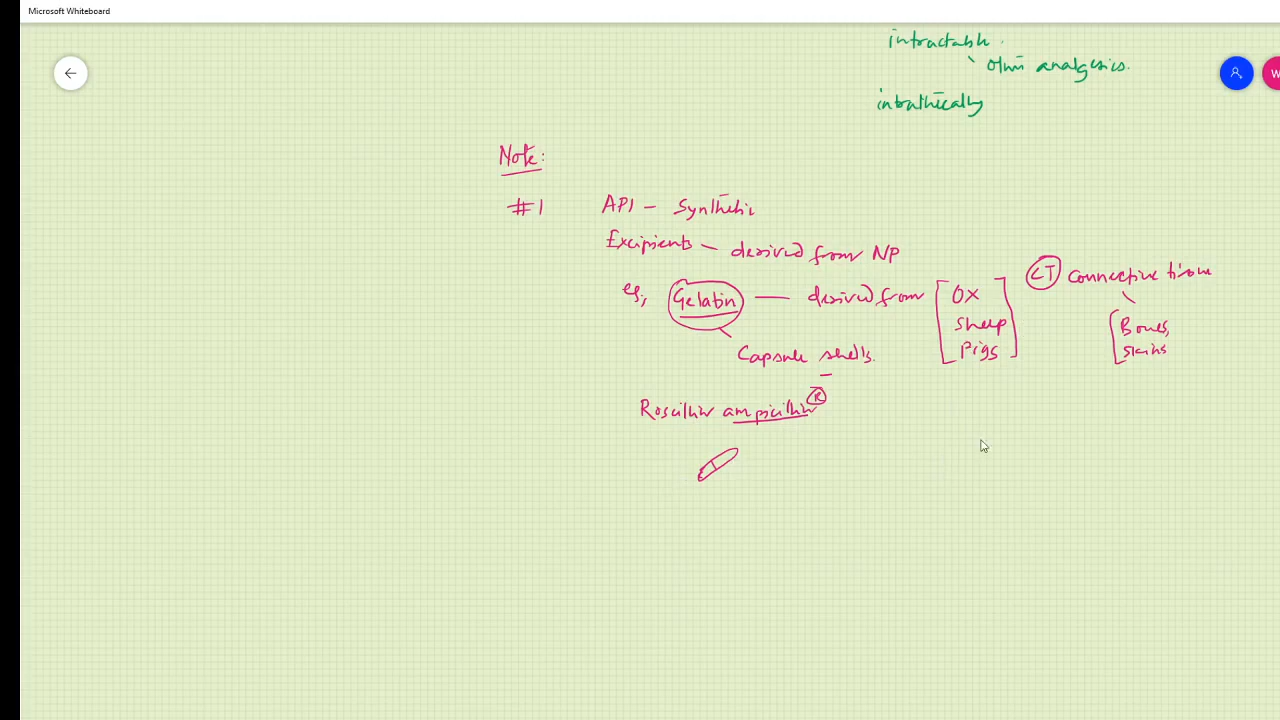 Microsoft Whiteboard
intractable.
Other analgesics.
intrathecally
W
Note:
#1 API - Synthetic
Excipients - derived from NP
eg; Gelatin - derived from [Ox
Sheep
Pigs]
CT connective tissue
[Bones,
skins
Capsule shells.
Roscillin ampicillin ®